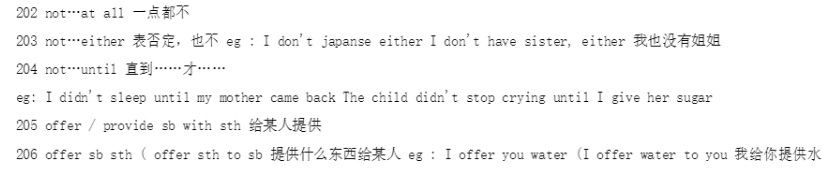 202 not…at all 一点都不
203 not…either 表否定，也不 eg : I don't japanse either I don't have sister, either 我也没有姐姐
204 not…until 直到……才……
eg: I didn't sleep until my mother came back The child didn't stop crying until I give her sugar
205 offer / provide sb with sth 给某人提供
206 offer sb sth ( offer sth to sb 提供什么东西给某人 eg : I offer you water (I offer water to you 我给你提供水